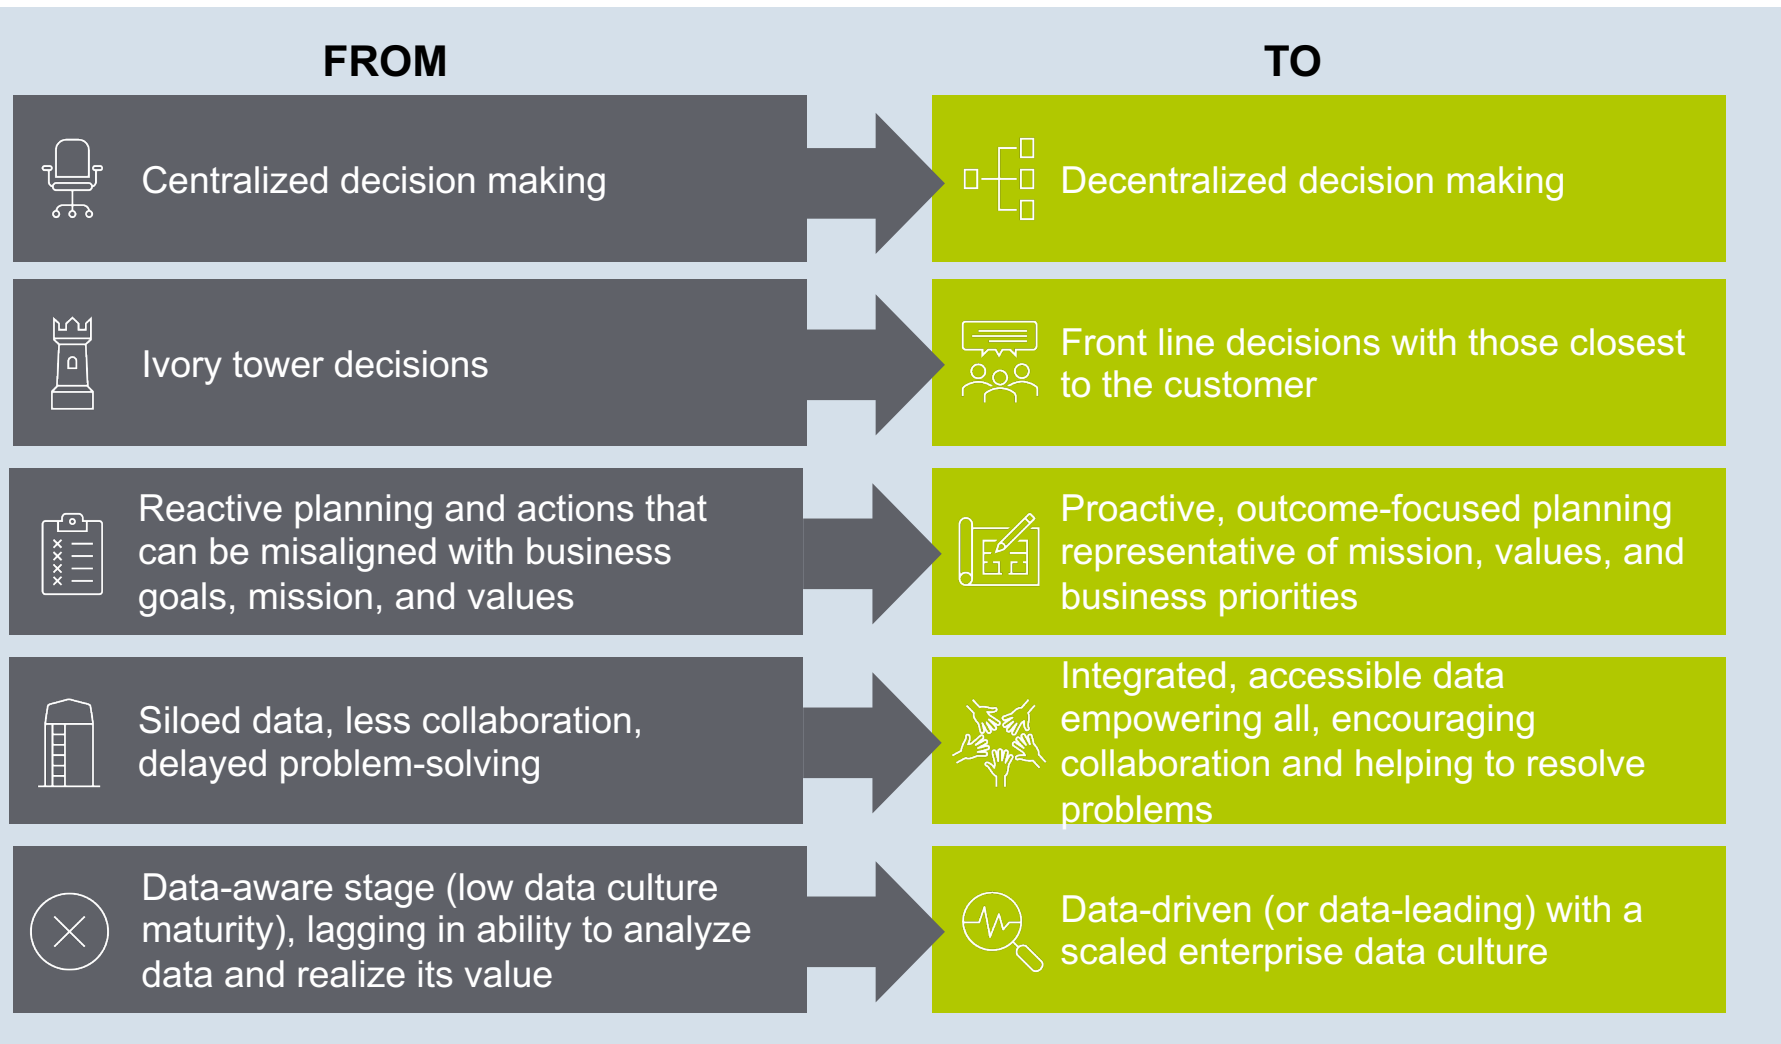 FROM
TO
Centralized decision making
Decentralized decision making
Ivory tower decisions
Front line decisions with those closest
to the customer
Reactive planning and actions that
can be misaligned with business
goals, mission, and values
Proactive, outcome-focused planning
representative of mission, values, and
business priorities
Siloed data, less collaboration,
delayed problem-solving
Integrated, accessible data
empowering all, encouraging
collaboration and helping to resolve
problems
Data-aware stage (low data culture
maturity), lagging in ability to analyze
data and realize its value
Data-driven (or data-leading) with a
scaled enterprise data culture